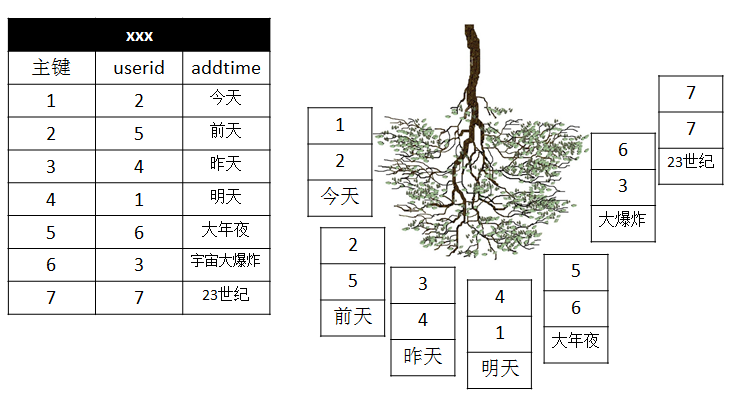 xxx
主键 userid addtime
1 2 今天
2 5 前天
3 4 昨天
4 1 明天
5 6 大年夜
6 3 宇宙大爆炸
7 7 23世纪
1
2
今天
2
5
前天
3
4
昨天
4
1
明天
5
6
大年夜
6
3
大爆炸
7
7
23世纪